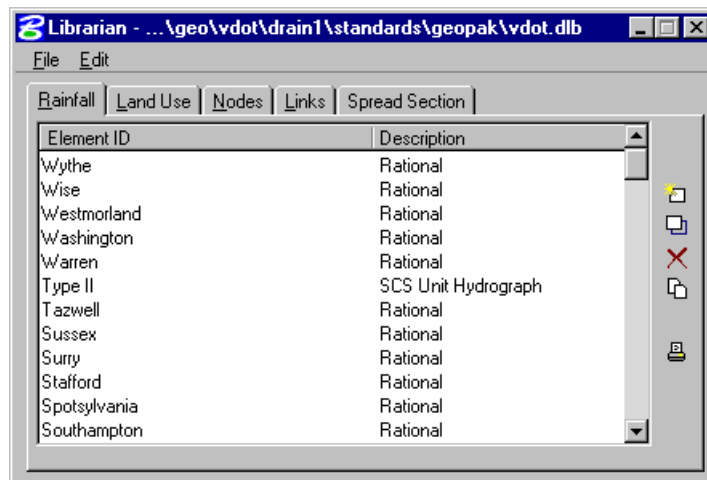 Librarian - ...\geo\vdot\drain1\standards\geopak\vdot.dlb
File Edit
Rainfall Land Use Nodes Links Spread Section
Element ID Description
Wythe Rational
Wise Rational
Westmorland Rational
Washington Rational
Warren Rational
Type II SCS Unit Hydrograph
Tazwell Rational
Sussex Rational
Surry Rational
Stafford Rational
Spotsylvania Rational
Southampton Rational